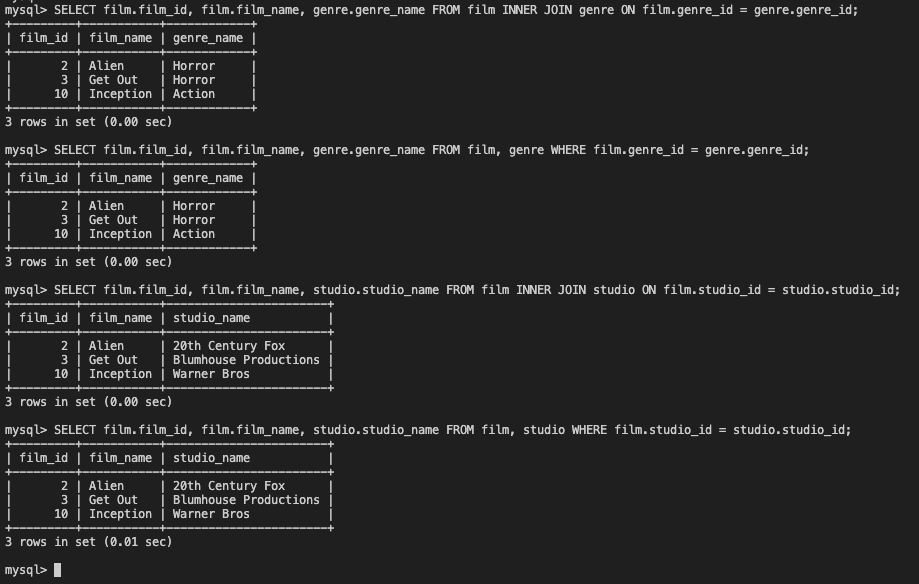 mysql> SELECT film.film_id, film.film_name, genre.genre_name FROM film INNER JOIN genre ON film.genre_id = genre.genre_id;
+---------+-----------+------------+
| film_id | film_name | genre_name |
+---------+-----------+------------+
|       2 | Alien     | Horror     |
|       3 | Get Out   | Horror     |
|      10 | Inception | Action     |
+---------+-----------+------------+
3 rows in set (0.00 sec)
mysql> SELECT film.film_id, film.film_name, genre.genre_name FROM film, genre WHERE film.genre_id = genre.genre_id;
+---------+-----------+------------+
| film_id | film_name | genre_name |
+---------+-----------+------------+
|       2 | Alien     | Horror     |
|       3 | Get Out   | Horror     |
|      10 | Inception | Action     |
+---------+-----------+------------+
3 rows in set (0.00 sec)
mysql> SELECT film.film_id, film.film_name, studio.studio_name FROM film INNER JOIN studio ON film.studio_id = studio.studio_id;
+---------+-----------+-----------------------+
| film_id | film_name | studio_name           |
+---------+-----------+-----------------------+
|       2 | Alien     | 20th Century Fox      |
|       3 | Get Out   | Blumhouse Productions |
|      10 | Inception | Warner Bros           |
+---------+-----------+-----------------------+
3 rows in set (0.00 sec)
mysql> SELECT film.film_id, film.film_name, studio.studio_name FROM film, studio WHERE film.studio_id = studio.studio_id;
+---------+-----------+-----------------------+
| film_id | film_name | studio_name           |
+---------+-----------+-----------------------+
|       2 | Alien     | 20th Century Fox      |
|       3 | Get Out   | Blumhouse Productions |
|      10 | Inception | Warner Bros           |
+---------+-----------+-----------------------+
3 rows in set (0.01 sec)
mysql>